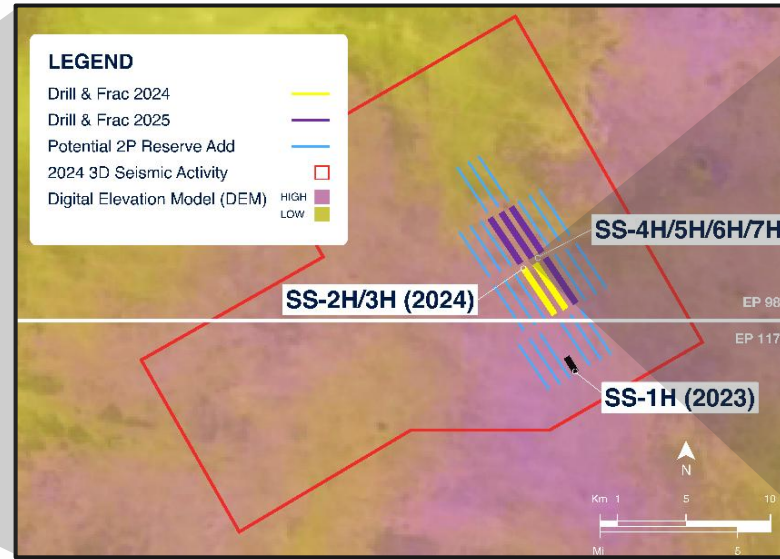 LEGEND
Drill & Frac 2024
Drill & Frac 2025
Potential 2P Reserve Add
2024 3D Seismic Activity
Digital Elevation Model (DEM) HIGH
LOW
SS-4H/5H/6H/7H
SS-2H/3H (2024)
EP 98
EP 117
SS-1H (2023)
N
Km 1 5 10
Mi 5